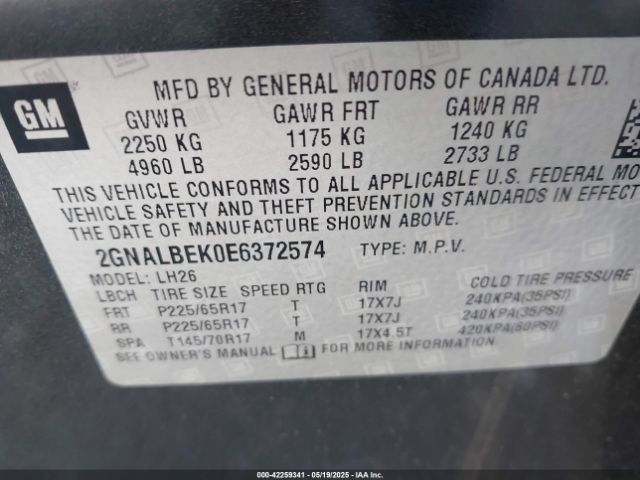 MFD BY GENERAL MOTORS OF CANADA LTD.
GM
GVWR GAWR FRT GAWR RR
2250 KG 1175 KG 1240 KG
4960 LB 2590 LB 2733 LB
THIS VEHICLE CONFORMS TO ALL APPLICABLE U.S. FEDERAL MO
VEHICLE SAFETY AND THEFT PREVENTION STANDARDS IN EFFECT
THE DATE OF MANUFACTURE SHOWN ABOVE.
2GNALBEK0E6372574 TYPE: M.P.V.
MODEL: LH26
LBCH TIRE SIZE SPEED RTG RIM COLD TIRE PRESSURE
FRT P225/65R17 T 17X7J 240KPA(35PSI)
RR P225/65R17 T 17X7J 240KPA(35PSI)
SPA T145/70R17 M 17X4.5T 420KPA(60PSI)
SEE OWNER'S MANUAL FOR MORE INFORMATION.
000-42259341 | 05/19/2025 | IAA Inc.